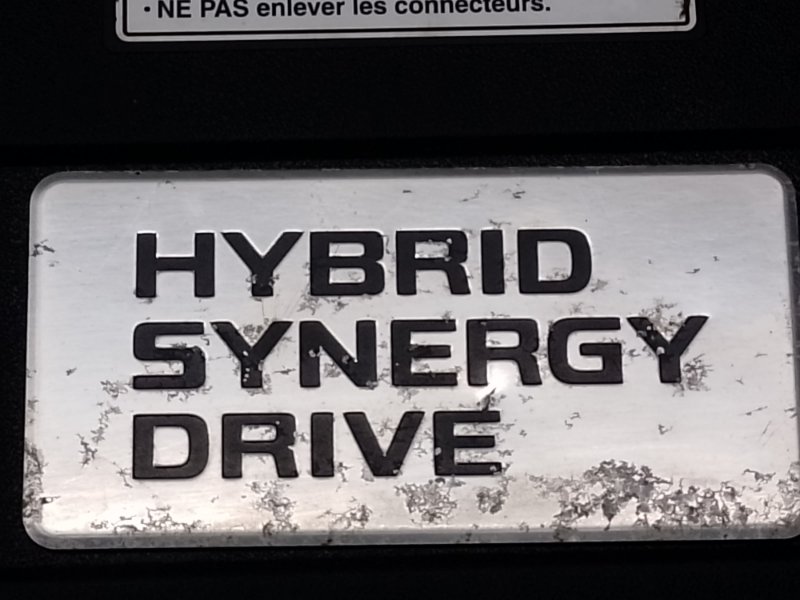 · NE PAS enlever les connecteurs.
HYBRID
SYNERGY
DRIVE